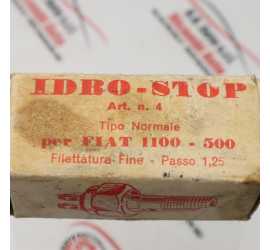 IDRO-STOP
Art. n. 4
Tipo Normale
per FIAT 1100 - 500
Filettatura Fine - Passo 1,25